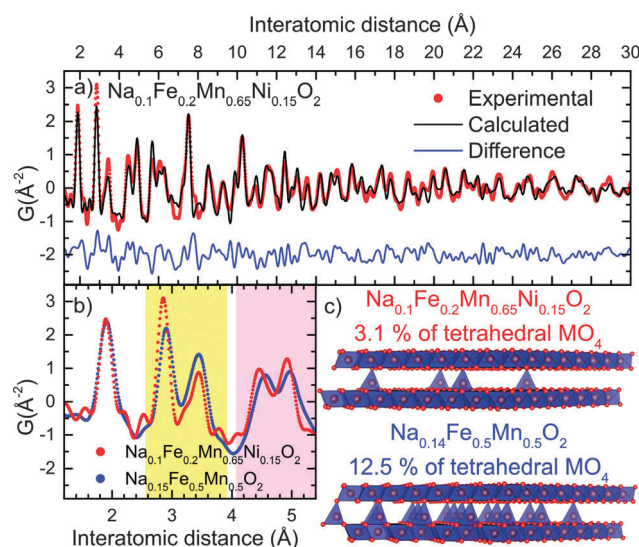 Interatomic distance (Å)
2 4 6 8 10 12 14 16 18 20 22 24 26 28 30
a) Na0.1Fe0.2Mn0.65Ni0.15O2
Experimental
Calculated
Difference
G(Å-2)
2
1
0
-1
-2
b)
c)
3
2
1
0
-1
-2
G(Å-2)
Na0.1Fe0.2Mn0.65Ni0.15O2
Na0.15Fe0.5Mn0.5O2
2 3 4 5
Interatomic distance (Å)
Na0.1Fe0.2Mn0.65Ni0.15O2
3.1 % of tetrahedral MO4
Na0.14Fe0.5Mn0.5O2
12.5 % of tetrahedral MO4